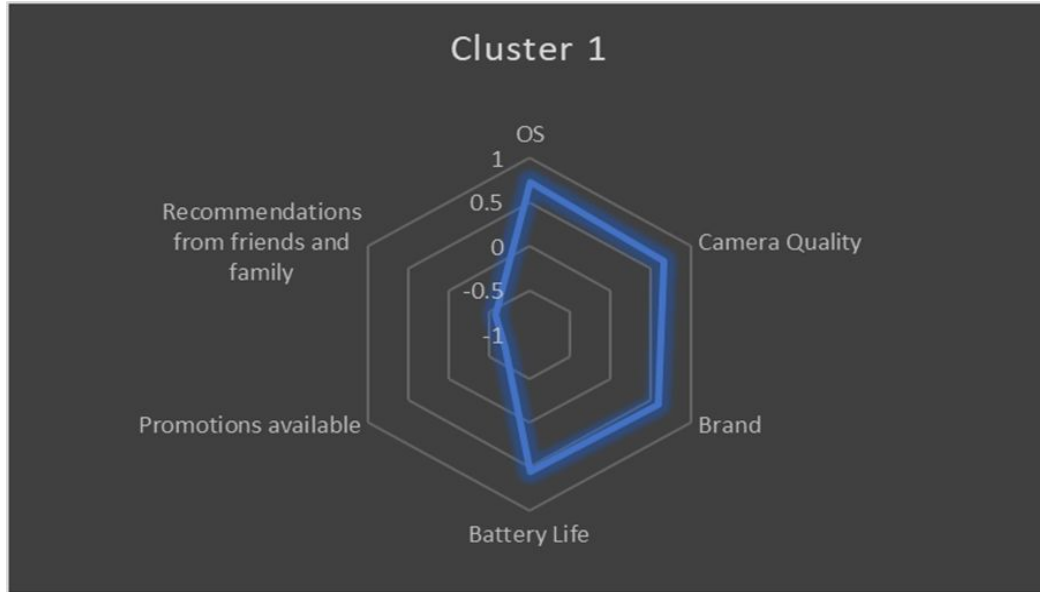 Cluster 1
OS
1
0.5
0
-0.5
-1
Recommendations
from friends and
family
Camera Quality
Promotions available
Brand
Battery Life